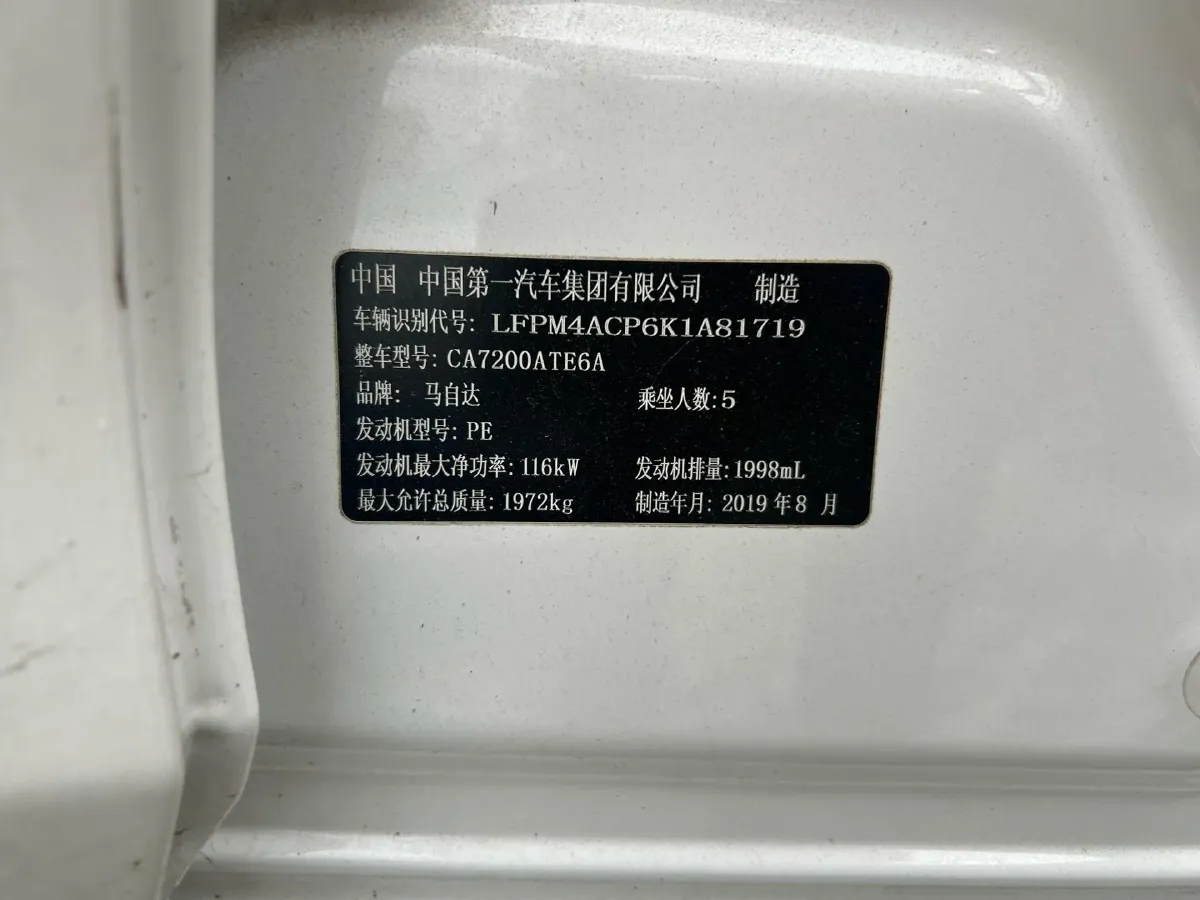 中国 中国第一汽车集团有限公司 制造
车辆识别代号: LFPM4ACP6K1A81719
整车型号: CA7200ATE6A
品牌: 马自达 乘坐人数: 5
发动机型号: PE
发动机最大净功率: 116kW 发动机排量: 1998mL
最大允许总质量: 1972kg 制造年月: 2019 年 8 月